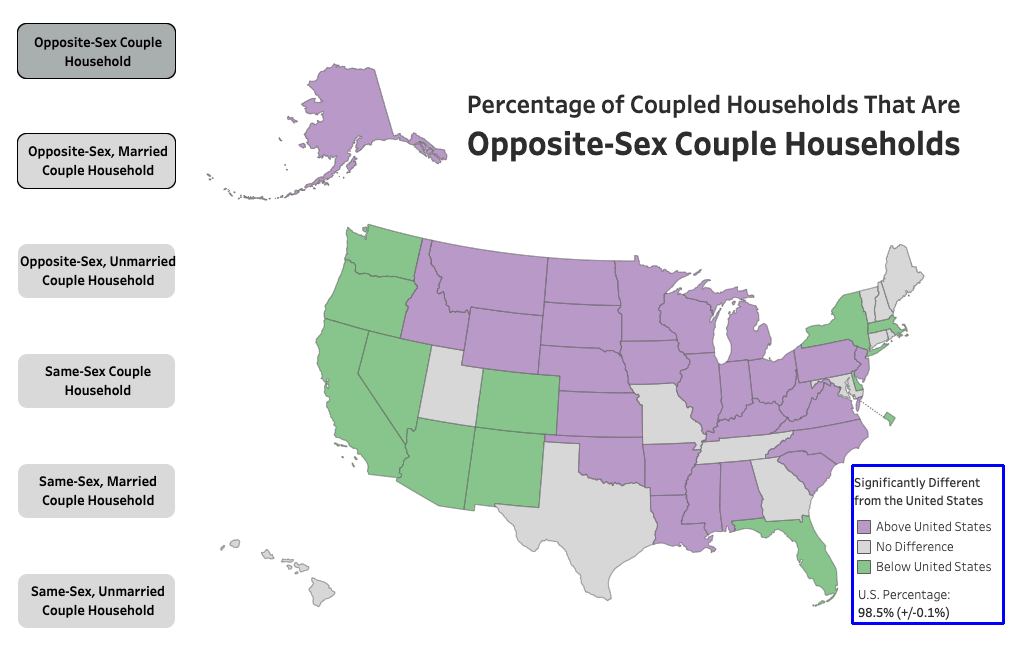 Opposite-Sex Couple
Household
Opposite-Sex, Married
Couple Household
Opposite-Sex, Unmarried
Couple Household
Same-Sex Couple
Household
Same-Sex, Married
Couple Household
Same-Sex, Unmarried
Couple Household
Percentage of Coupled Households That Are
Opposite-Sex Couple Households
Significantly Different
from the United States
Above United States
No Difference
Below United States
U.S. Percentage:
98.5% (+/-0.1%)